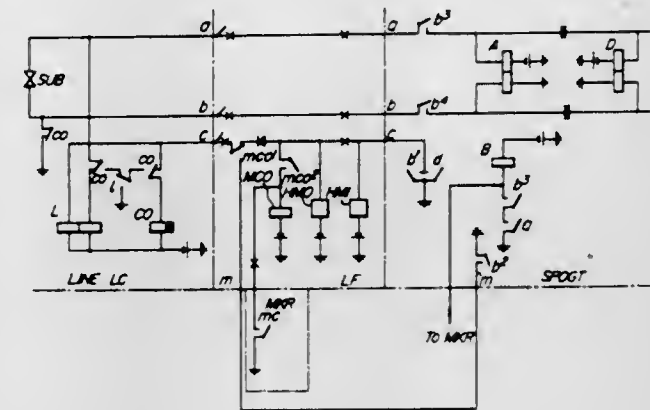 a
a
b³
A
D
SUB
b
b
b⁴
co
c
c
mco¹
mco²
b¹
d
B
co
i
co
b³
L
CO
MCO
HMO
HMI
a
b²
LINE LC
m
MKR
LF
m
SPOGT
mc
TO MKR